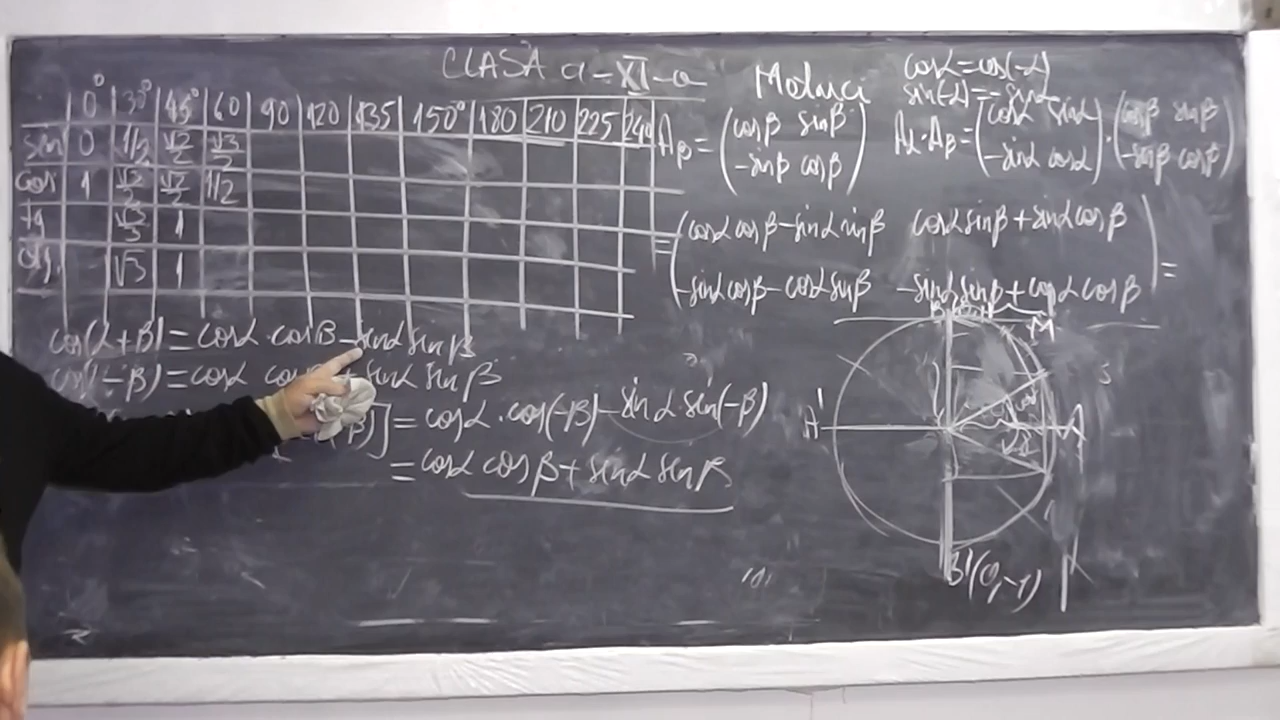 CLASA a-XI-a
0° 30° 45° 60 90 120 135 150° 180 210 225 240
sin 0 1/2 √2/2 √3/2
cos 1 √3/2 √2/2 1/2
tg √3/3 1
ctg. √3 1
cos(α+β)=cosα·cosβ-sinα sinβ
cos(α-β)=cosα cosβ+sinα sinβ
β)]=cosα·cos(-β)-sinα·sin(-β)
=cosα cosβ+sinα sinβ
Matrici
cosα=cos(-α)
sin(-α)=-sinα
Aβ=(cosβ sinβ
-sinβ cosβ)
Aα·Aβ=(cosα sinα
-sinα cosα)·(cosβ sinβ
-sinβ cosβ)
=(cosα cosβ-sinα sinβ cosα sinβ+sinα cosβ
-sinα cosβ-cosα sinβ -sinα sinβ+cosα cosβ)=
M
A' A
B'(0,-1)